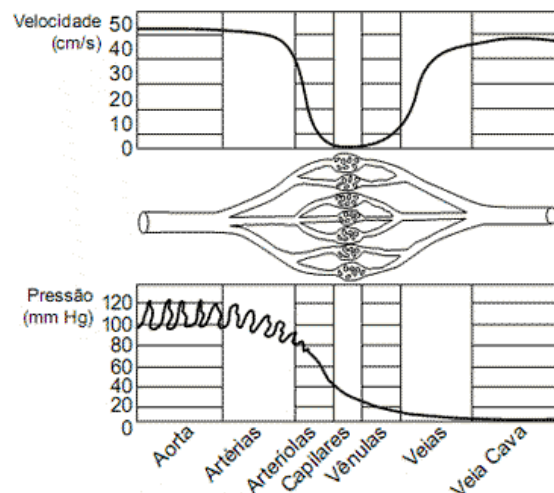 Velocidade
(cm/s)
50
40
30
20
10
0
Pressão
(mm Hg)
120
100
80
60
40
20
0
Aorta
Artérias
Arteríolas
Capilares
Vênulas
Veias
Veia Cava